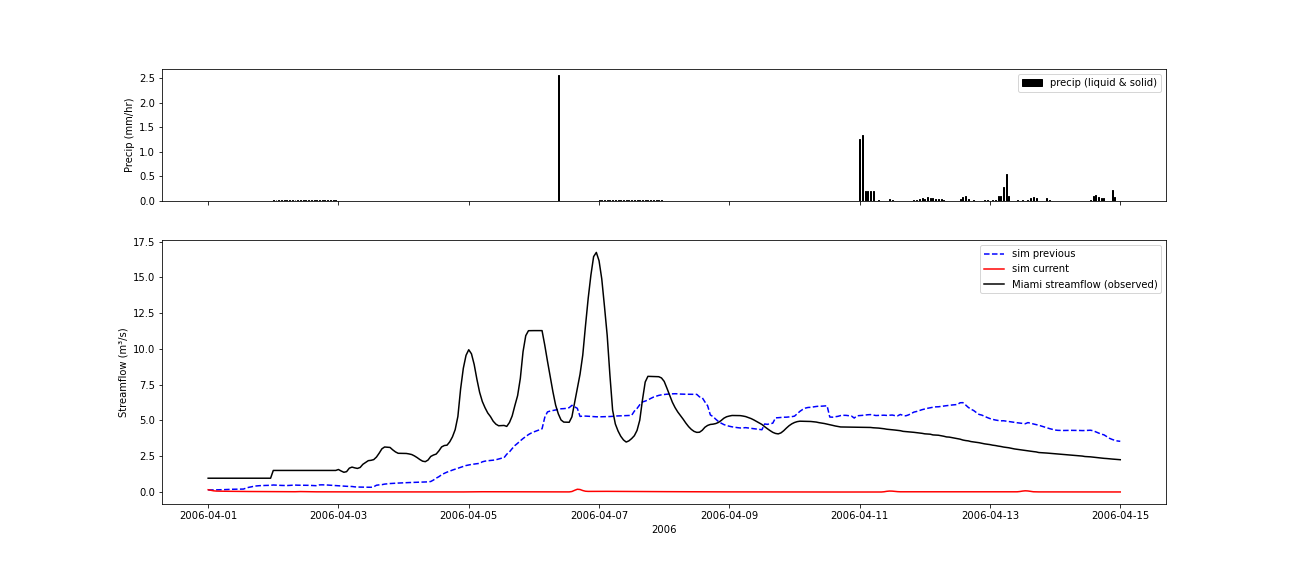 2.5
2.0
1.5
1.0
0.5
0.0
Precip (mm/hr)
precip (liquid & solid)
17.5
15.0
12.5
10.0
7.5
5.0
2.5
0.0
Streamflow (m³/s)
sim previous
sim current
Miami streamflow (observed)
2006-04-01 2006-04-03 2006-04-05 2006-04-07 2006-04-09 2006-04-11 2006-04-13 2006-04-15
2006